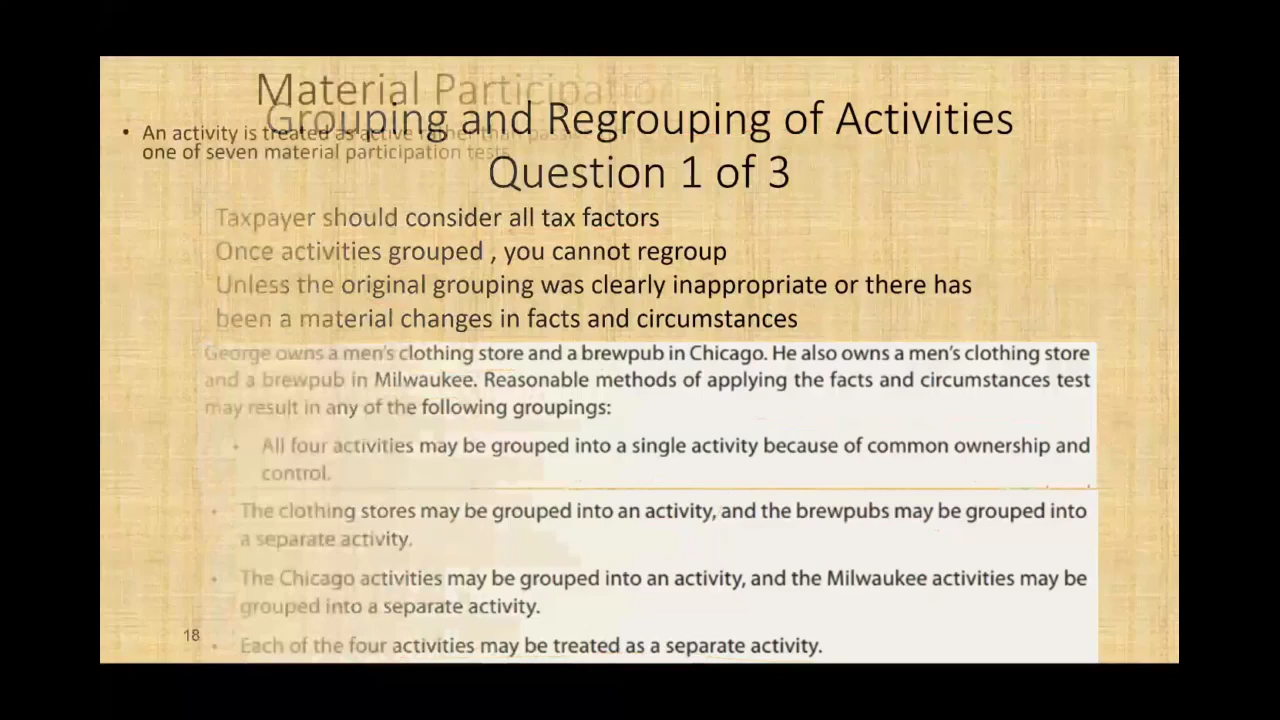 Material Participation
Grouping and Regrouping of Activities
• An activity is treated as active rather than passive
one of seven material participation tests
Question 1 of 3
Taxpayer should consider all tax factors
Once activities grouped , you cannot regroup
Unless the original grouping was clearly inappropriate or there has
been a material changes in facts and circumstances
George owns a men's clothing store and a brewpub in Chicago. He also owns a men's clothing store
and a brewpub in Milwaukee. Reasonable methods of applying the facts and circumstances test
may result in any of the following groupings:
• All four activities may be grouped into a single activity because of common ownership and
control.
• The clothing stores may be grouped into an activity, and the brewpubs may be grouped into
a separate activity.
• The Chicago activities may be grouped into an activity, and the Milwaukee activities may be
grouped into a separate activity.
• Each of the four activities may be treated as a separate activity.
18